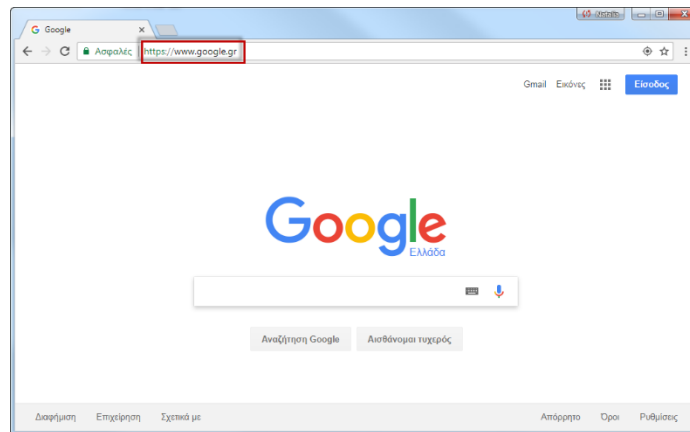 Google
Ασφαλές https://www.google.gr
Gmail Εικόνες Είσοδος
Google
Ελλάδα
Αναζήτηση Google Αισθάνομαι τυχερός
Διαφήμιση Επιχείρηση Σχετικά με Απόρρητο Όροι Ρυθμίσεις